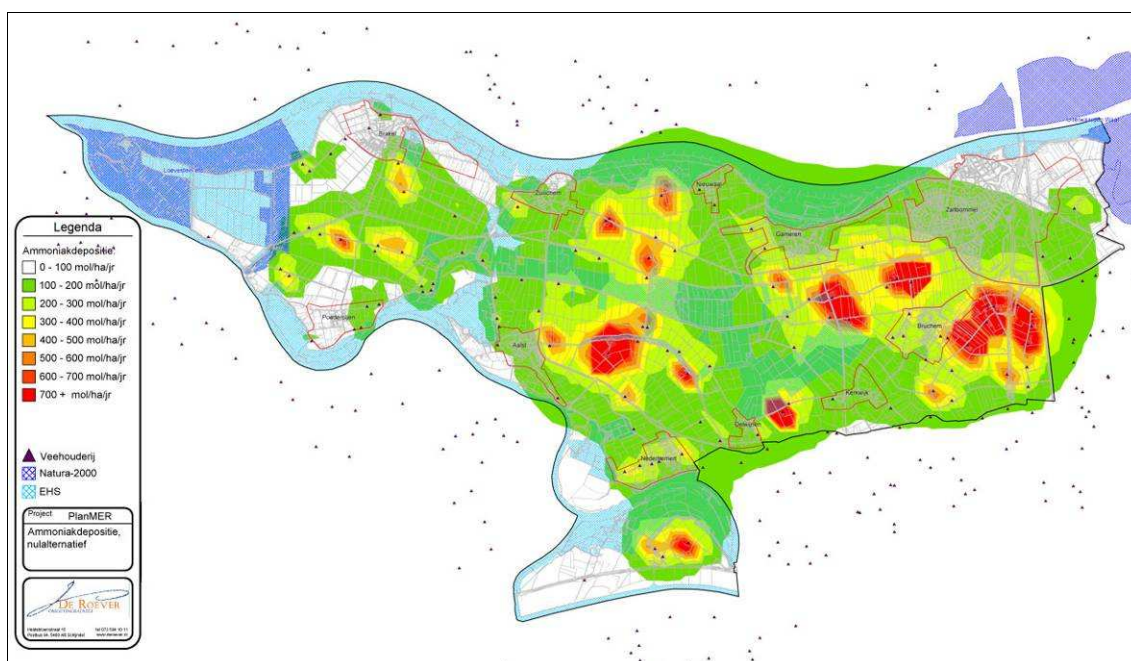 Legenda
Ammoniakdepositie
0 - 100 mol/ha/jr
100 - 200 mol/ha/jr
200 - 300 mol/ha/jr
300 - 400 mol/ha/jr
400 - 500 mol/ha/jr
500 - 600 mol/ha/jr
600 - 700 mol/ha/jr
700 + mol/ha/jr
Veehouderij
Natura-2000
EHS
Project PlanMER
Ammoniakdepositie,
nulalternatief
DE ROEVER
Brakel
Zuilichem
Nieuwaal
Gameren
Zaltbommel
Poederoijen
Aalst
Bruchem
Kerkwijk
Delwijnen
Nederhemert